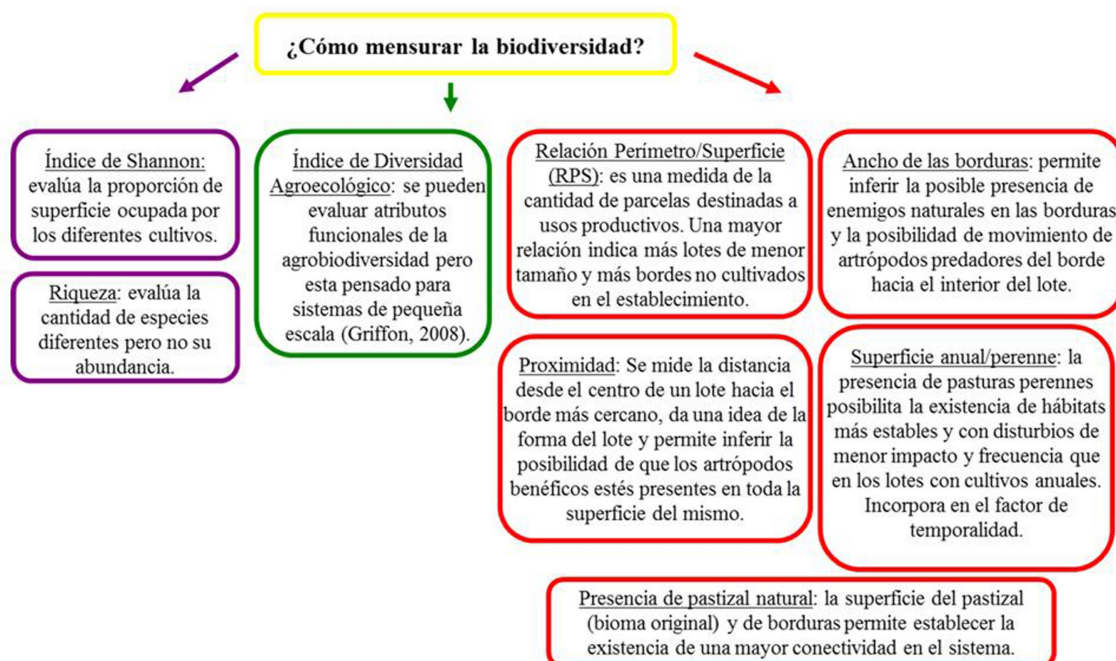 ¿Cómo mensurar la biodiversidad?
Índice de Shannon:
evalúa la proporción de
superficie ocupada por
los diferentes cultivos.
Riqueza: evalúa la
cantidad de especies
diferentes pero no su
abundancia.
Índice de Diversidad
Agroecológico: se pueden
evaluar atributos
funcionales de la
agrobiodiversidad pero
esta pensado para
sistemas de pequeña
escala (Griffon, 2008).
Relación Perímetro/Superficie
(RPS): es una medida de la
cantidad de parcelas destinadas a
usos productivos. Una mayor
relación indica más lotes de menor
tamaño y más bordes no cultivados
en el establecimiento.
Proximidad: Se mide la distancia
desde el centro de un lote hacia el
borde más cercano, da una idea de la
forma del lote y permite inferir la
posibilidad de que los artrópodos
benéficos estés presentes en toda la
superficie del mismo.
Ancho de las borduras: permite
inferir la posible presencia de
enemigos naturales en las borduras
y la posibilidad de movimiento de
artrópodos predadores del borde
hacia el interior del lote.
Superficie anual/perenne: la
presencia de pasturas perennes
posibilita la existencia de hábitats
más estables y con disturbios de
menor impacto y frecuencia que
en los lotes con cultivos anuales.
Incorpora en el factor de
temporalidad.
Presencia de pastizal natural: la superficie del pastizal
(bioma original) y de borduras permite establecer la
existencia de una mayor conectividad en el sistema.